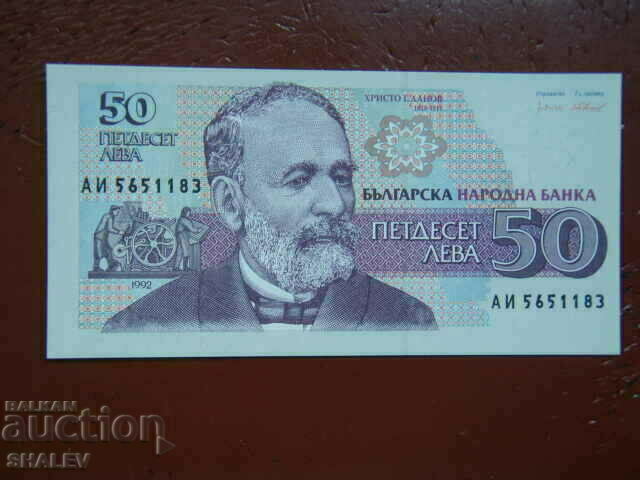 50
ПЕТДЕСЕТ
ЛЕВА
АИ 5651183
1992
ХРИСТО Г. ДАНОВ
БЪЛГАРСКА НАРОДНА БАНКА
ПЕТДЕСЕТ
ЛЕВА
50
АИ 5651183
BALKAN
auction
SHALEV